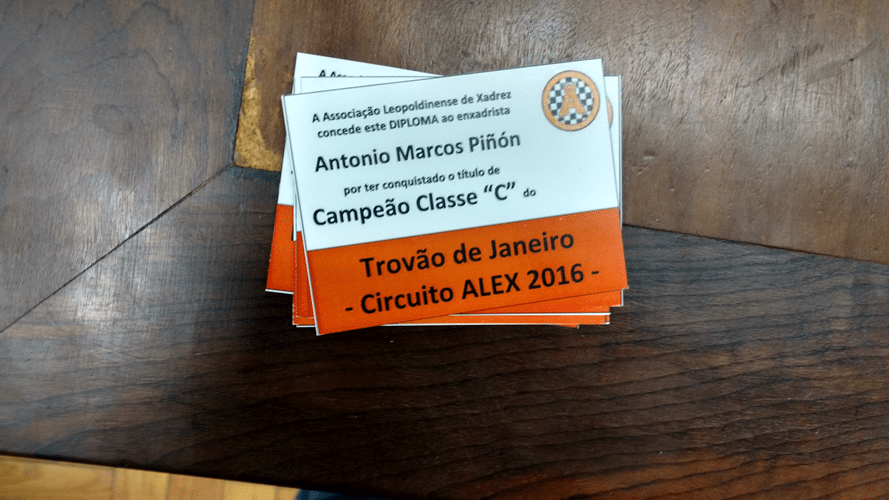 A Associação Leopoldinense de Xadrez
concede este DIPLOMA ao enxadrista
Antonio Marcos Piñón
por ter conquistado o título de
Campeão Classe “C” do
Trovão de Janeiro
- Circuito ALEX 2016 -